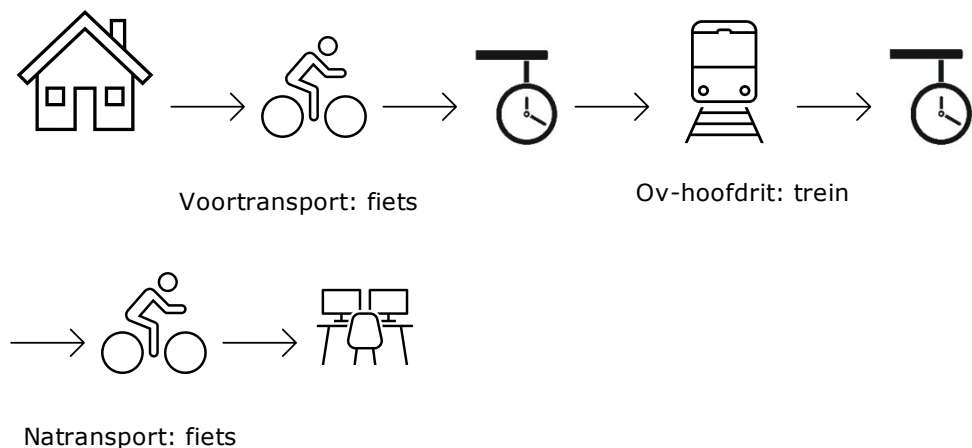 Voortransport: fiets
Ov-hoofdrit: trein
Natransport: fiets